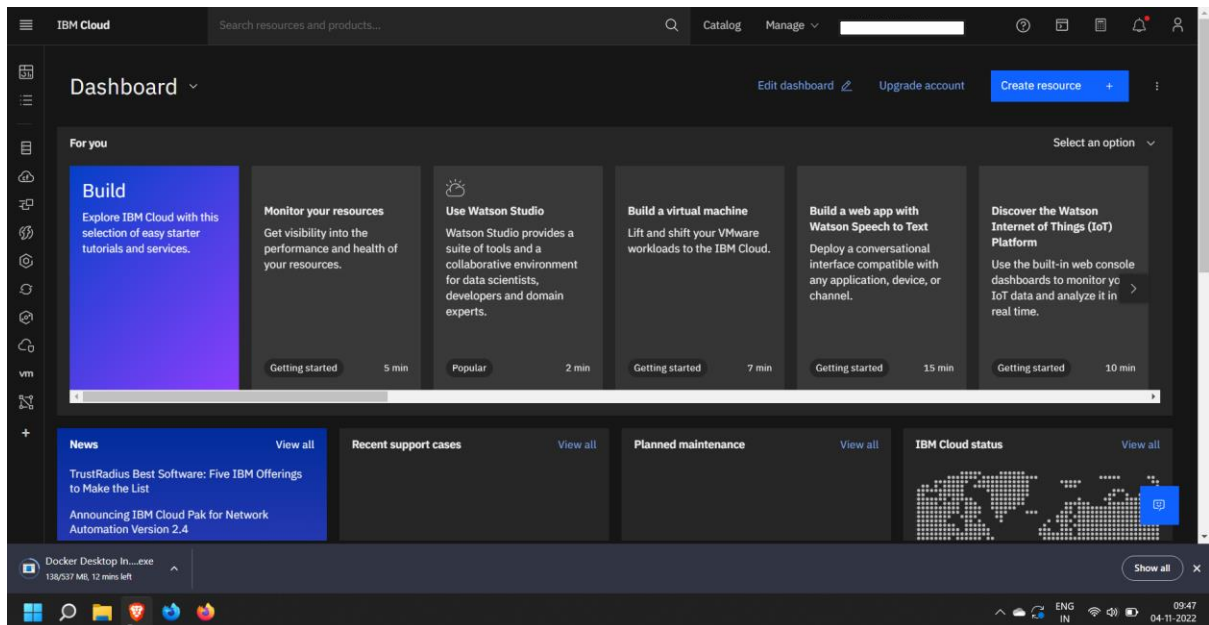 IBM Cloud
Search resources and products...
Catalog
Manage
Dashboard
Edit dashboard
Upgrade account
Create resource +
For you
Select an option
Build
Explore IBM Cloud with this
selection of easy starter
tutorials and services.
Monitor your resources
Get visibility into the
performance and health of
your resources.
Getting started
5 min
Use Watson Studio
Watson Studio provides a
suite of tools and a
collaborative environment
for data scientists,
developers and domain
experts.
Popular
2 min
Build a virtual machine
Lift and shift your VMware
workloads to the IBM Cloud.
Getting started
7 min
Build a web app with
Watson Speech to Text
Deploy a conversational
interface compatible with
any application, device, or
channel.
Getting started
15 min
Discover the Watson
Internet of Things (IoT)
Platform
Use the built-in web console
dashboards to monitor yo
IoT data and analyze it in
real time.
Getting started
10 min
vm
+
News
View all
TrustRadius Best Software: Five IBM Offerings
to Make the List
Announcing IBM Cloud Pak for Network
Automation Version 2.4
Recent support cases
View all
Planned maintenance
View all
IBM Cloud status
View all
Docker Desktop In....exe
138/537 MB, 12 mins left
Show all
ENG
IN
09:47
04-11-2022